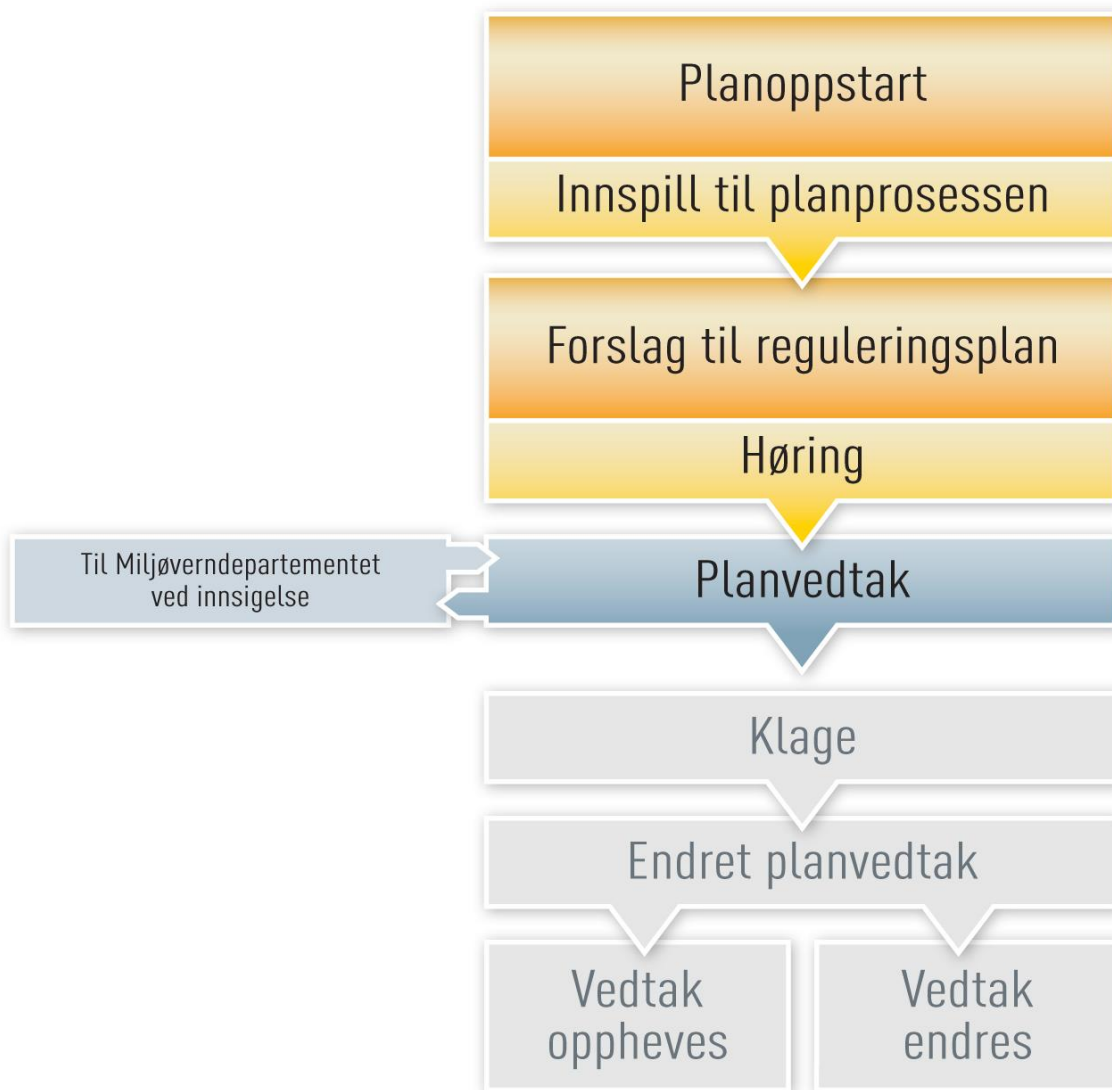 Planoppstart
Innspill til planprosessen
Forslag til reguleringsplan
Høring
Til Miljøverndepartementet
ved innsigelse
Planvedtak
Klage
Endret planvedtak
Vedtak
oppheves
Vedtak
endres